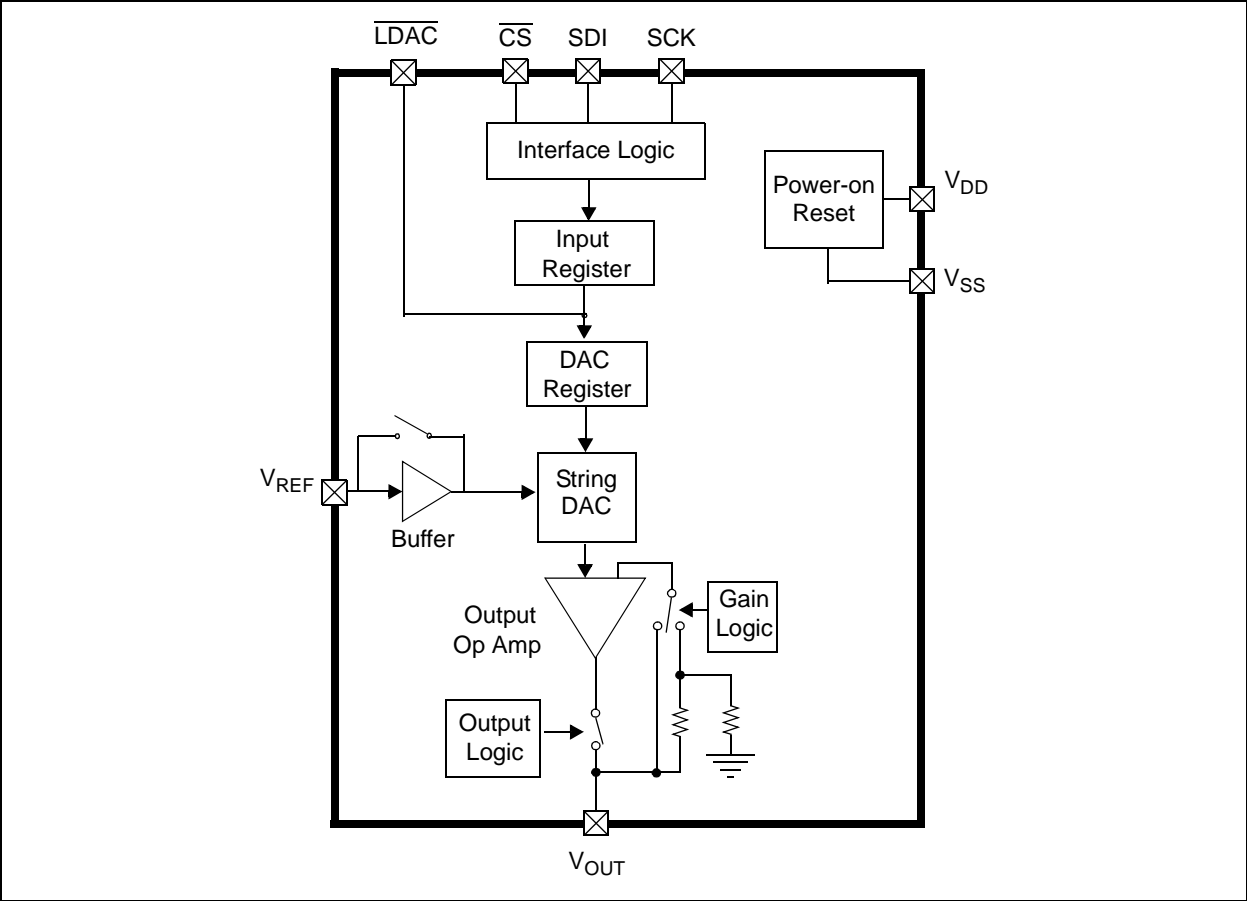 LDAC CS SDI SCK
Interface Logic
Power-on
Reset
VDD
Input
Register
VSS
DAC
Register
VREF
Buffer
String
DAC
Output
Op Amp
Gain
Logic
Output
Logic
VOUT